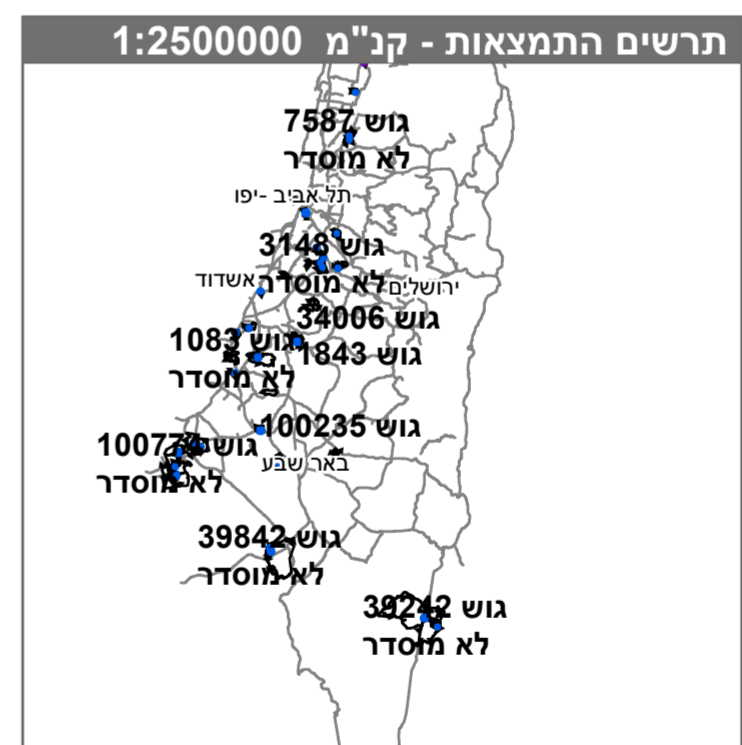 תרשים התמצאות - קנ"מ 1:2500000
גוש 7587
לא מוסדר
תל אביב -יפו
גוש 3148
לא מוסדר
אשדוד
ירושלים
גוש 34006
גוש 1083
גוש 1843
לא מוסדר
גוש 100235
גוש
באר שבע
לא מוסדר
גוש 39842
לא מוסדר
גוש 39242
לא מוסדר